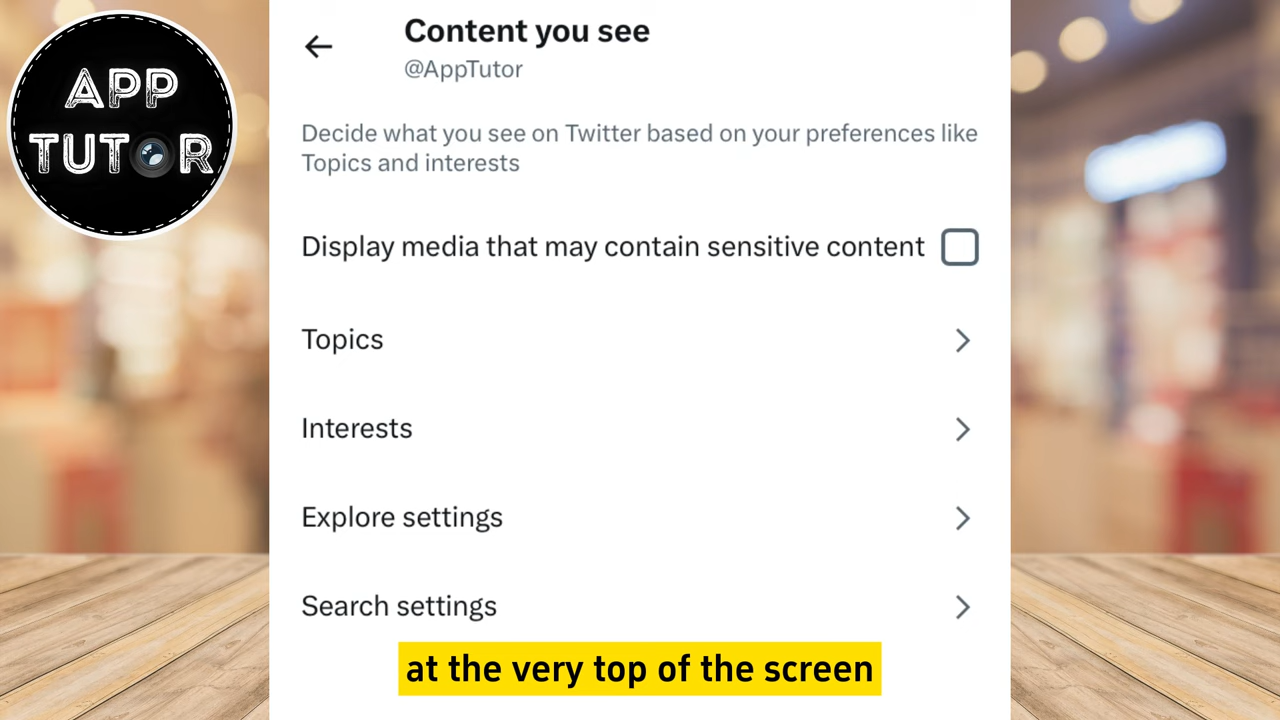 APP
TUTOR
Content you see
@AppTutor
Decide what you see on Twitter based on your preferences like
Topics and interests
Display media that may contain sensitive content
Topics
Interests
Explore settings
Search settings
at the very top of the screen